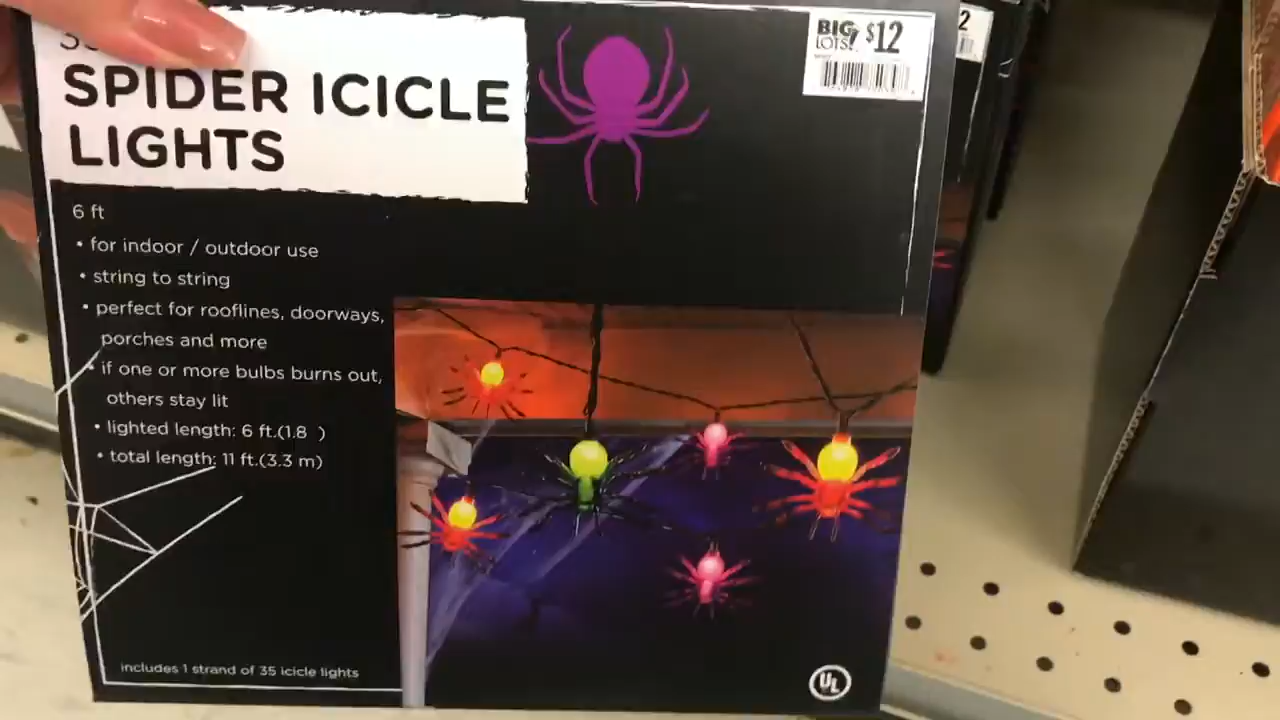 SPIDER ICICLE
LIGHTS
BIG LOTS! $12
2
6 ft
• for indoor / outdoor use
• string to string
• perfect for rooflines, doorways,
porches and more
• if one or more bulbs burns out,
others stay lit
• lighted length: 6 ft.(1.8 )
• total length: 11 ft.(3.3 m)
includes 1 strand of 35 icicle lights
UL